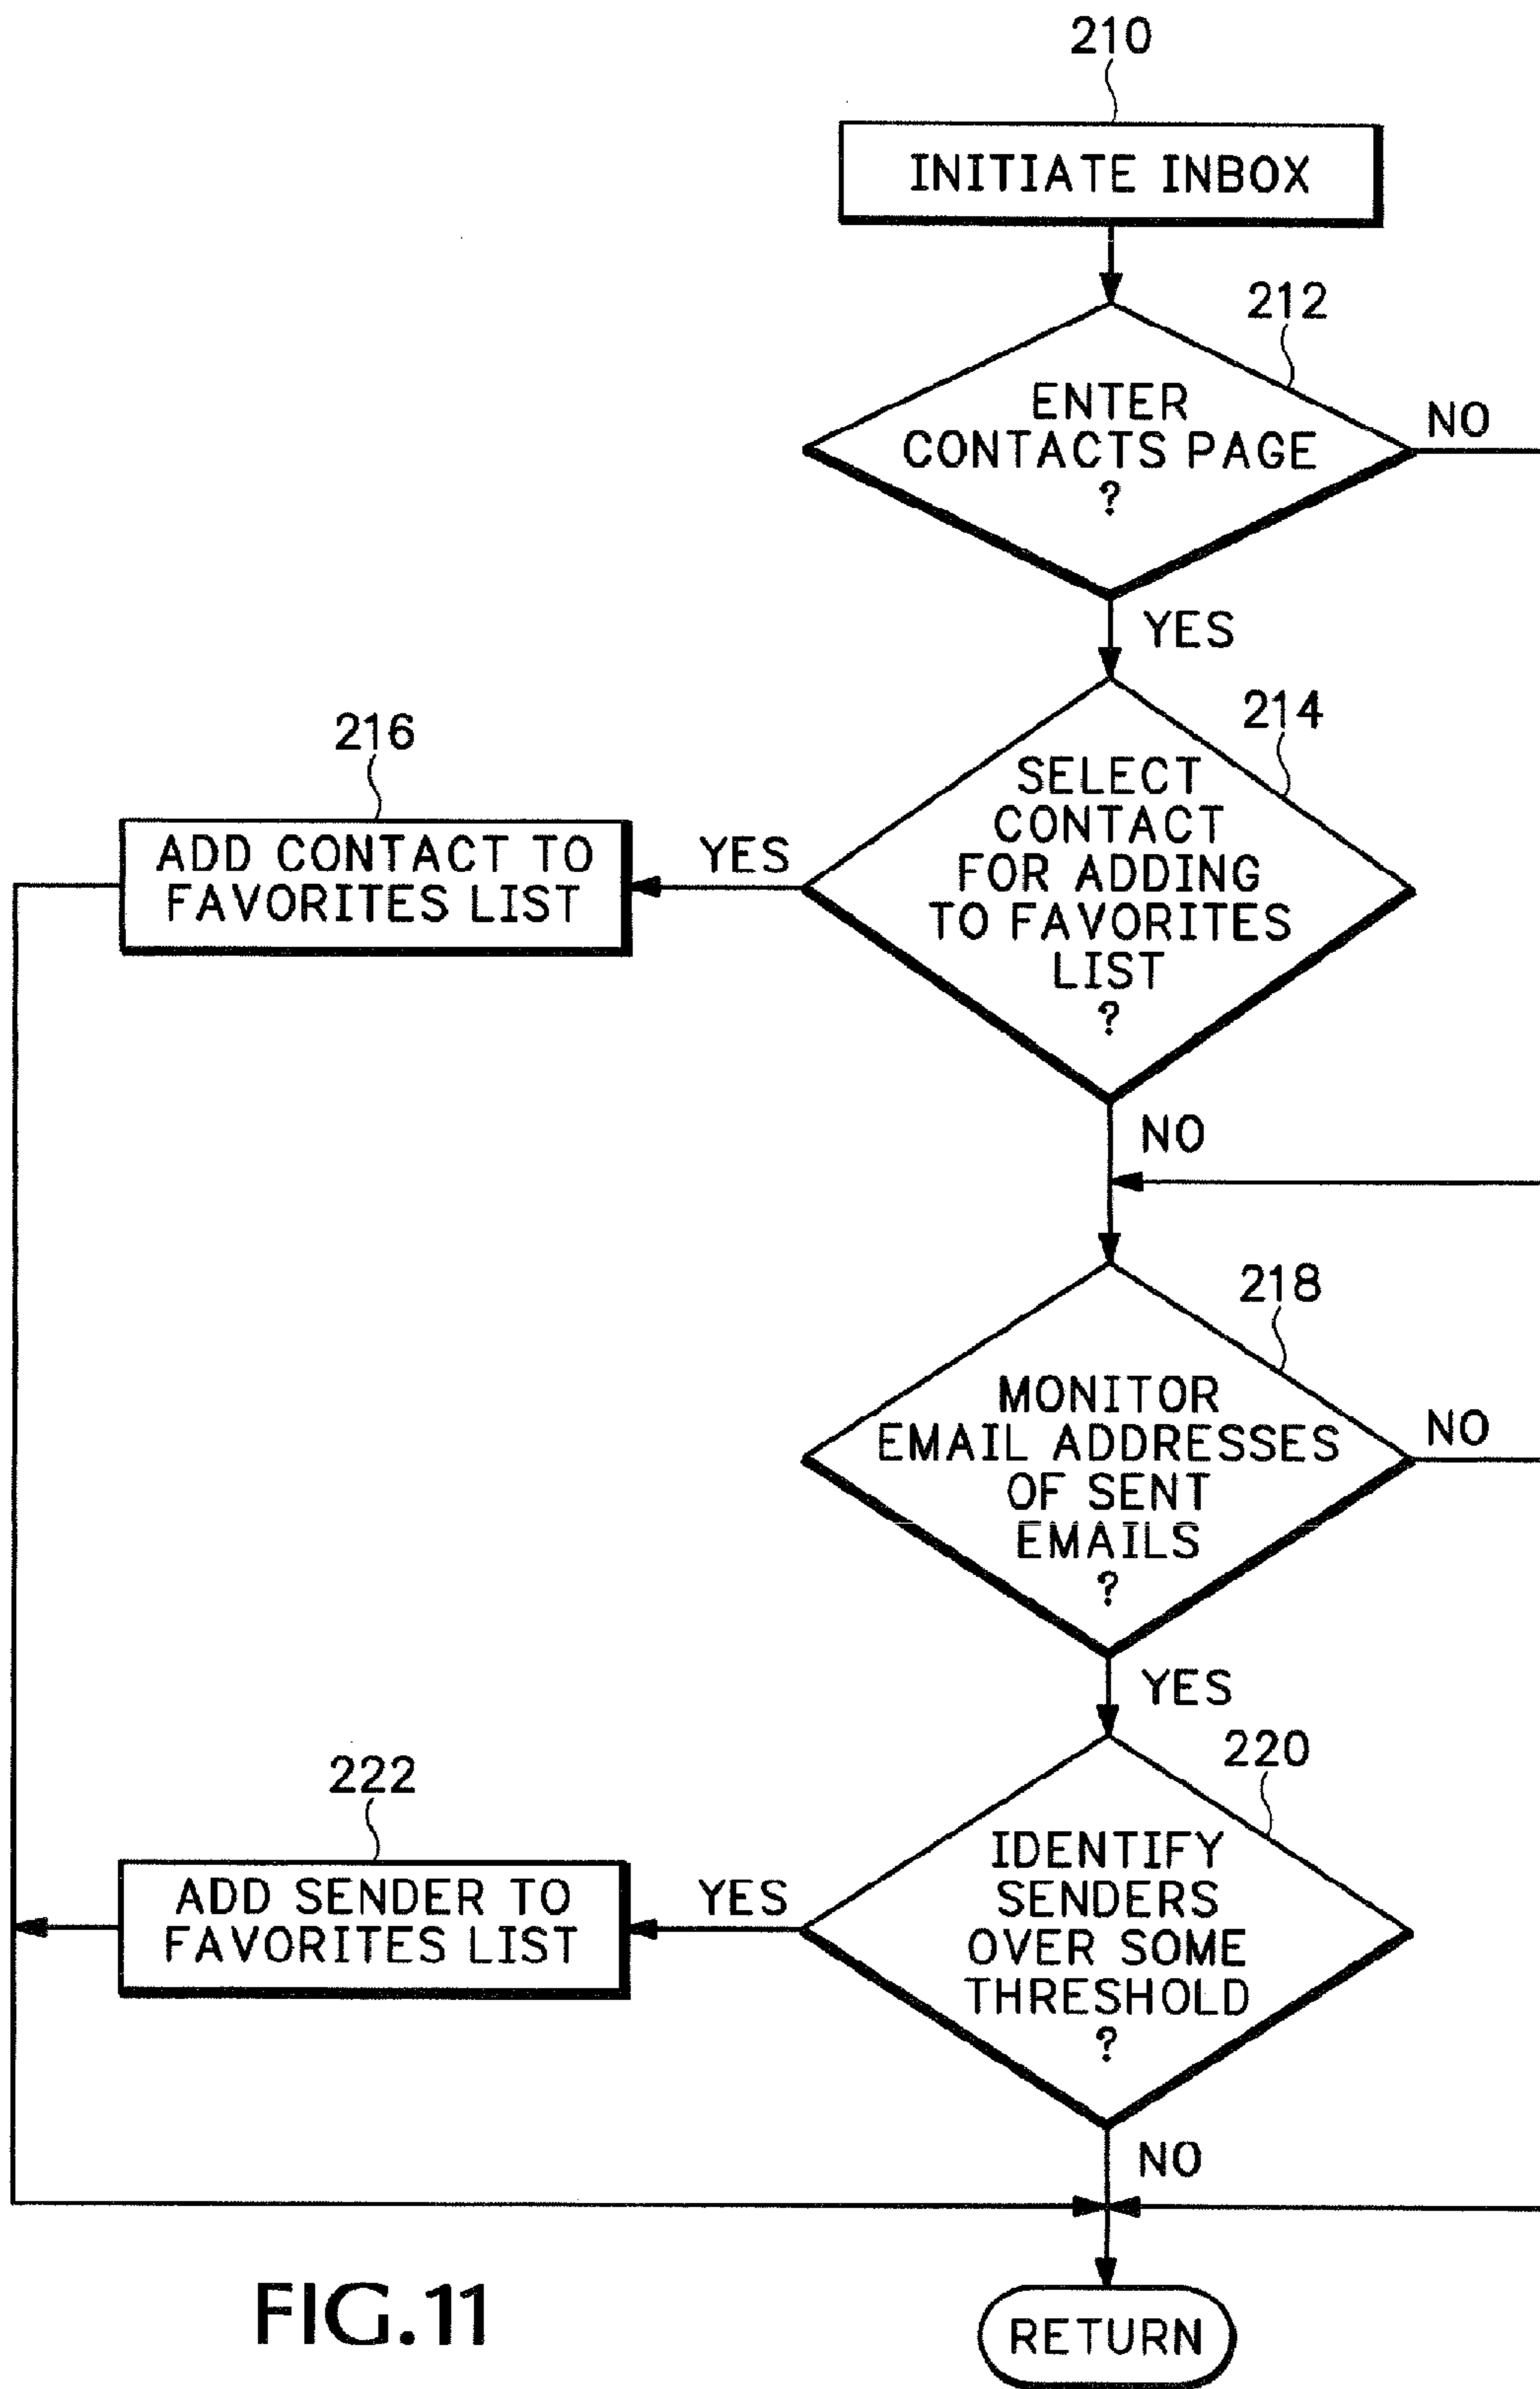 210
INITIATE INBOX
212
ENTER
CONTACTS PAGE
?
NO
YES
214
SELECT
CONTACT
FOR ADDING
TO FAVORITES
LIST
?
YES
216
ADD CONTACT TO
FAVORITES LIST
NO
218
MONITOR
EMAIL ADDRESSES
OF SENT
EMAILS
?
NO
YES
220
IDENTIFY
SENDERS
OVER SOME
THRESHOLD
?
YES
222
ADD SENDER TO
FAVORITES LIST
NO
RETURN
FIG.11